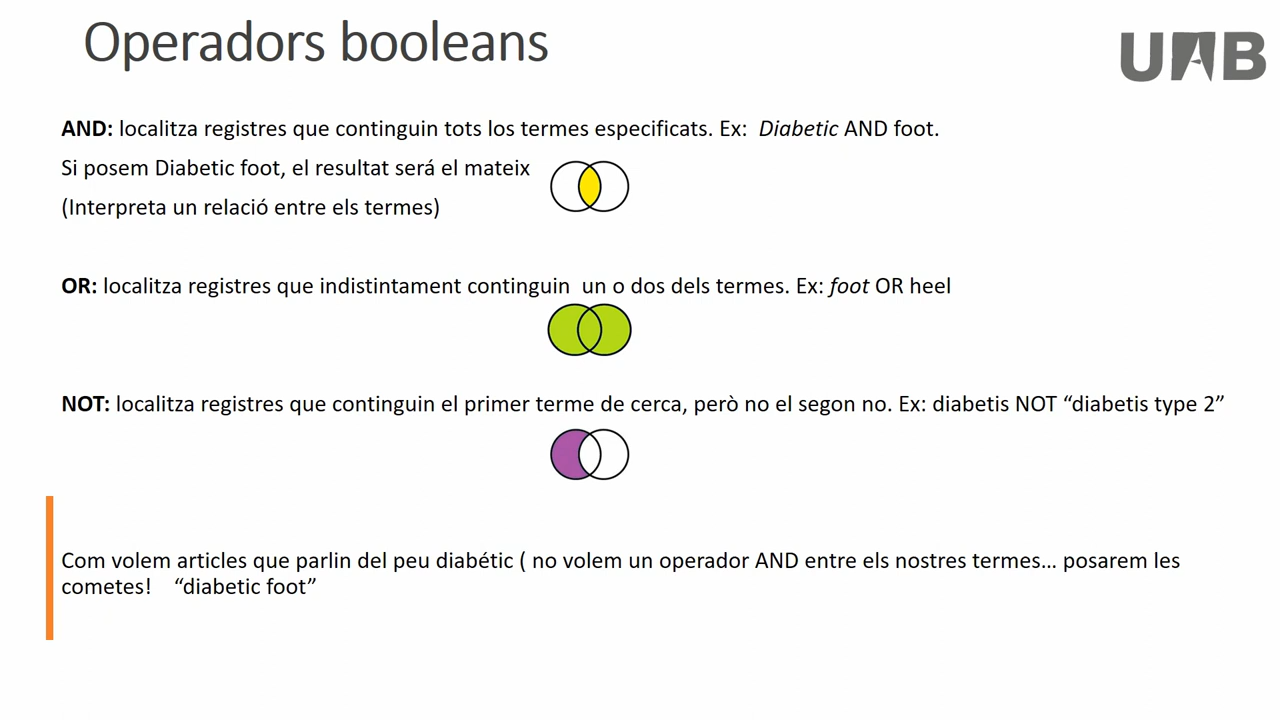 Operadors booleans
UAB
AND: localitza registres que continguin tots los termes especificats. Ex:  Diabetic AND foot.
Si posem Diabetic foot, el resultat será el mateix
(Interpreta un relació entre els termes)
OR: localitza registres que indistintament continguin  un o dos dels termes. Ex: foot OR heel
NOT: localitza registres que continguin el primer terme de cerca, però no el segon no. Ex: diabetis NOT “diabetis type 2”
Com volem articles que parlin del peu diabétic ( no volem un operador AND entre els nostres termes… posarem les
cometes!    “diabetic foot”